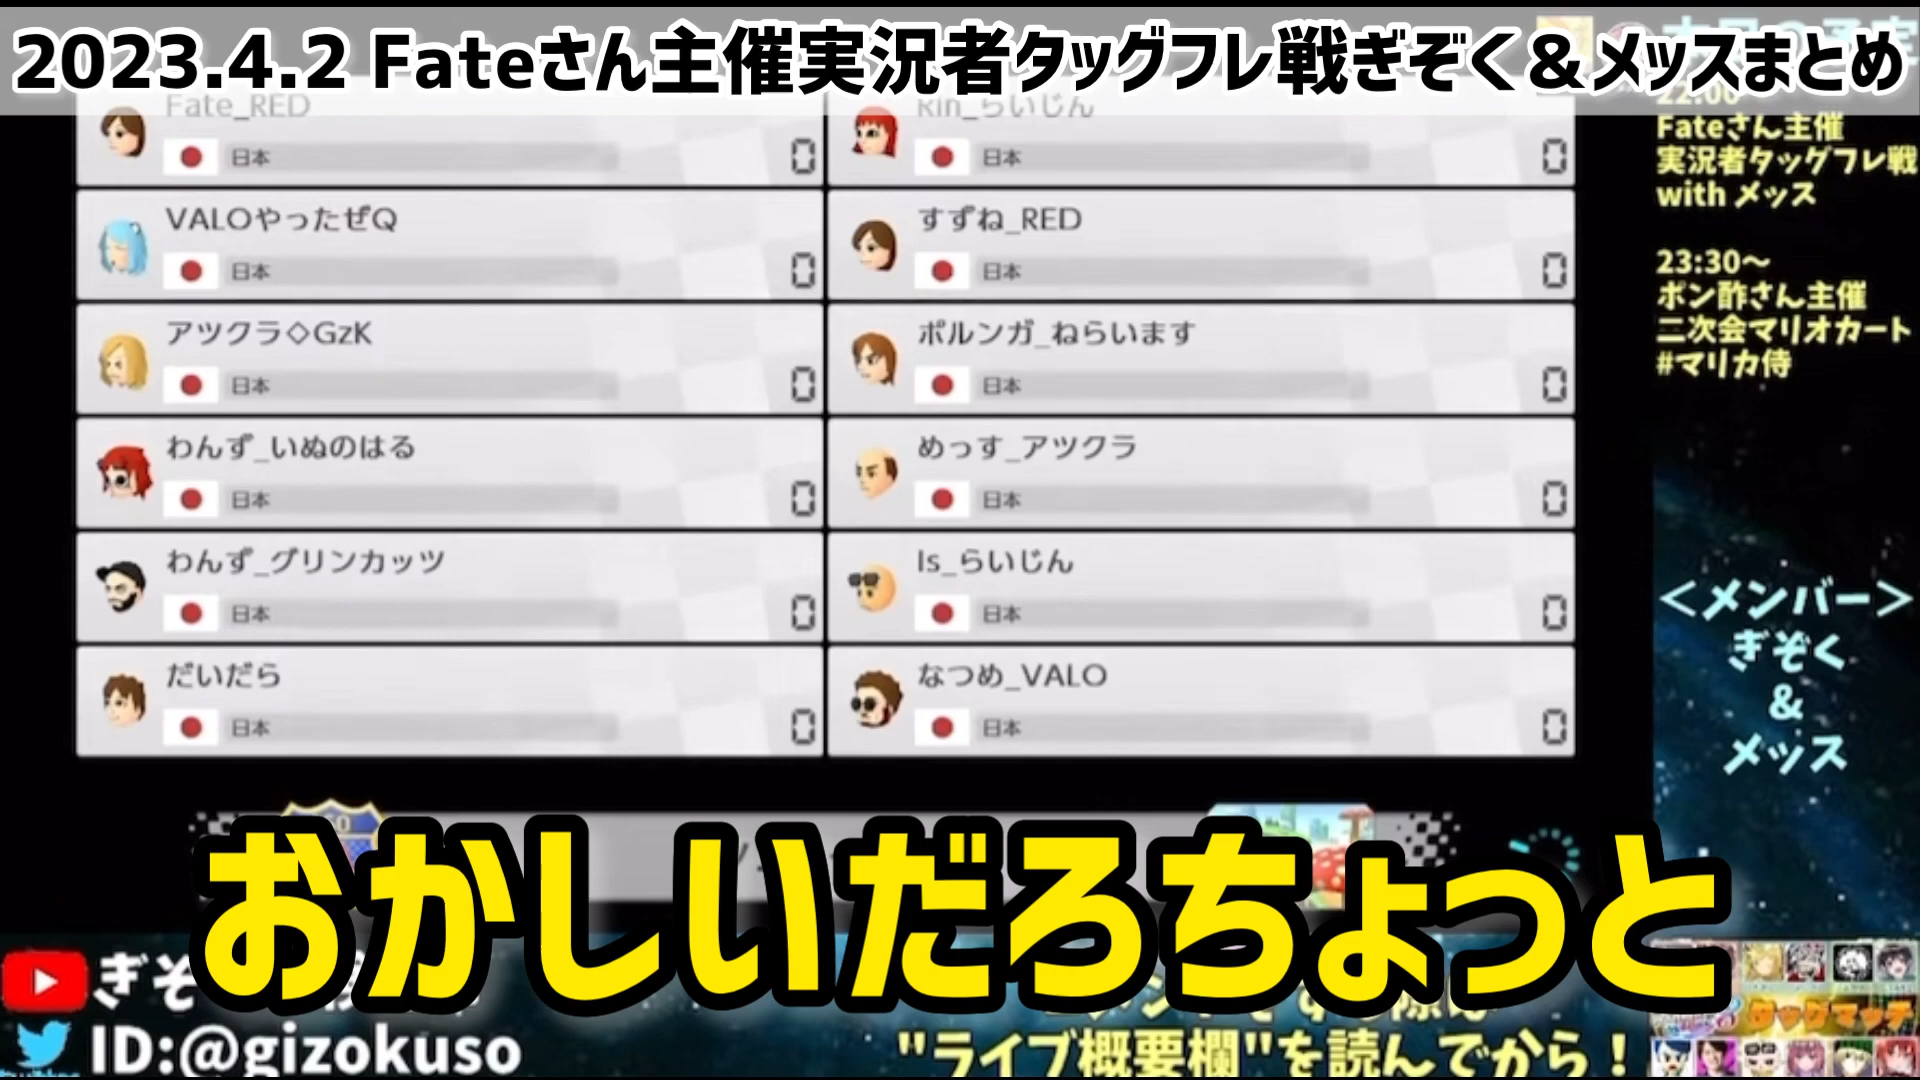 2023.4.2 Fateさん主催実況者タッグフレ戦ぎぞく＆メッスまとめ
Fate_RED
日本
0
Rin_らいじん
日本
0
VALOやったぜQ
日本
0
すずね_RED
日本
0
アツクラ◇GzK
日本
0
ポルンガ_ねらいます
日本
0
わんず_いぬのはる
日本
0
めっす_アツクラ
日本
0
わんず_グリンカッツ
日本
0
Is_らいじん
日本
0
だいだら
日本
0
なつめ_VALO
日本
0
22:00～
Fateさん主催
実況者タッグフレ戦
with メッス
23:30～
ポン酢さん主催
二次会マリオカート
#マリカ侍
＜メンバー＞
ぎぞく
&
メッス
おかしいだろちょっと
ID:@gizokuso
"ライブ概要欄"を読んでから！
タッグマッチ